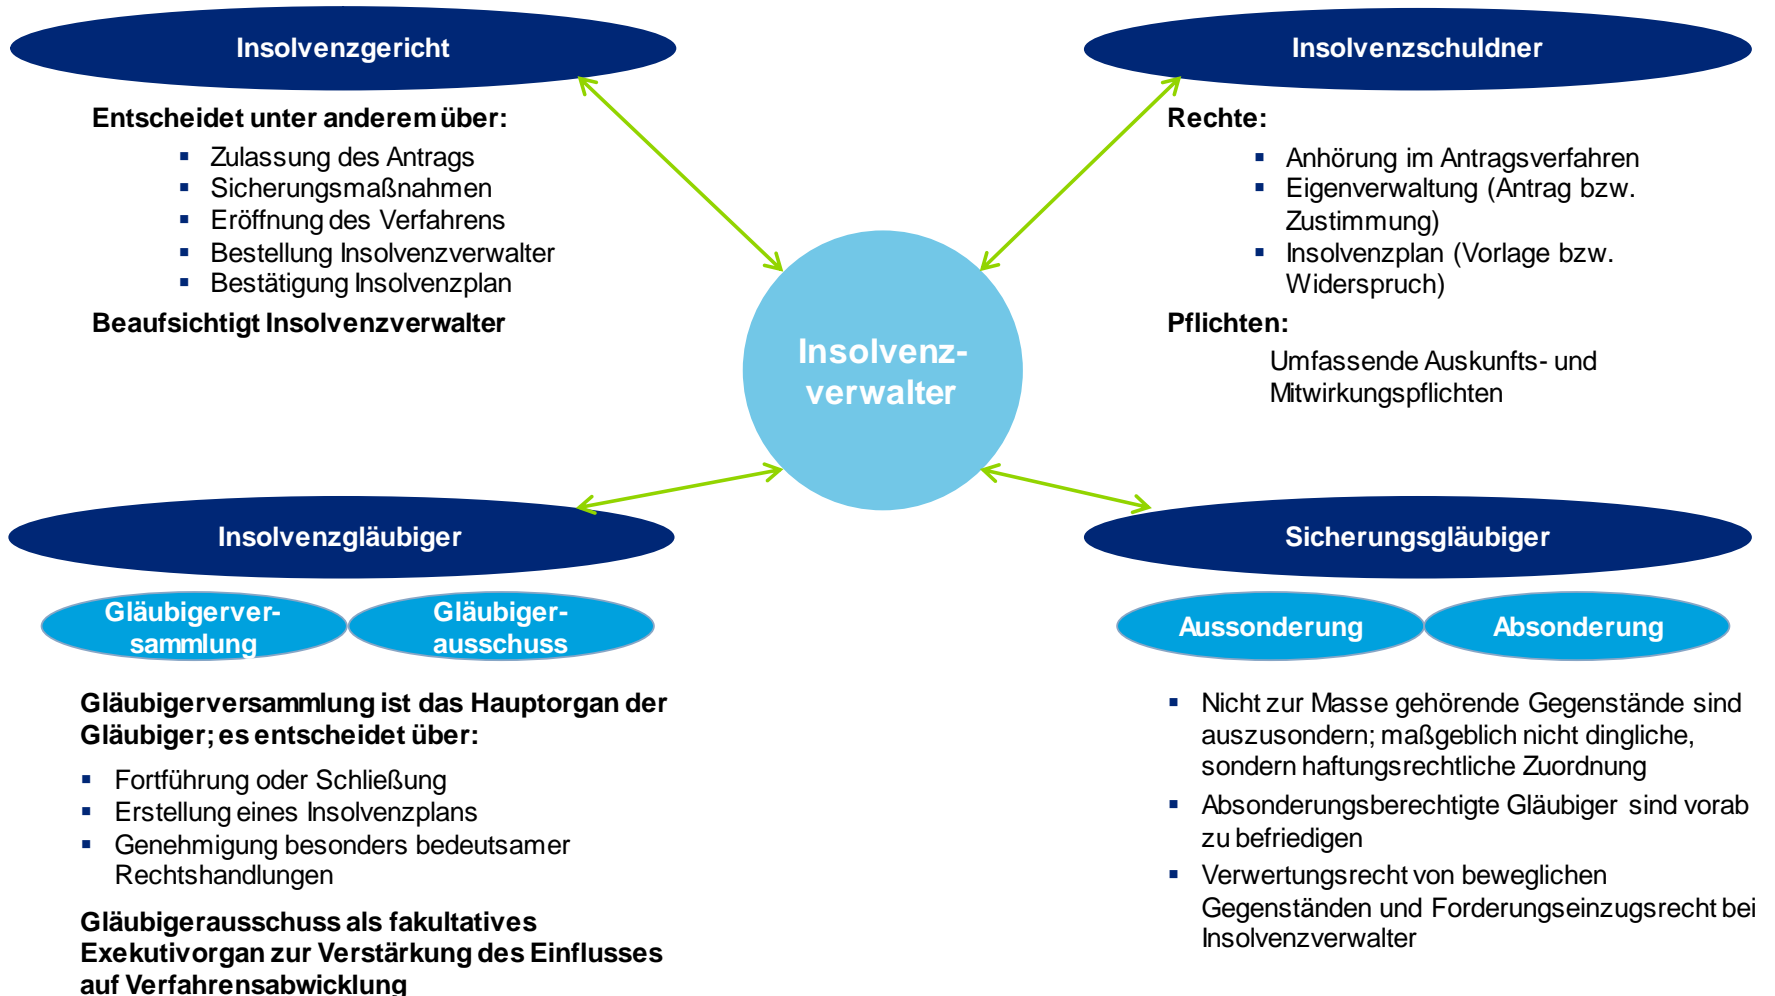 Insolvenzgericht
Entscheidet unter anderem über:
▪ Zulassung des Antrags
▪ Sicherungsmaßnahmen
▪ Eröffnung des Verfahrens
▪ Bestellung Insolvenzverwalter
▪ Bestätigung Insolvenzplan
Beaufsichtigt Insolvenzverwalter
Insolvenzschuldner
Rechte:
▪ Anhörung im Antragsverfahren
▪ Eigenverwaltung (Antrag bzw.
Zustimmung)
▪ Insolvenzplan (Vorlage bzw.
Widerspruch)
Pflichten:
Umfassende Auskunfts- und
Mitwirkungspflichten
Insolvenz-
verwalter
Insolvenzgläubiger
Gläubigerver-
sammlung
Gläubiger-
ausschuss
Gläubigerversammlung ist das Hauptorgan der
Gläubiger; es entscheidet über:
▪ Fortführung oder Schließung
▪ Erstellung eines Insolvenzplans
▪ Genehmigung besonders bedeutsamer
Rechtshandlungen
Gläubigerausschuss als fakultatives
Exekutivorgan zur Verstärkung des Einflusses
auf Verfahrensabwicklung
Sicherungsgläubiger
Aussonderung
Absonderung
▪ Nicht zur Masse gehörende Gegenstände sind
auszusondern; maßgeblich nicht dingliche,
sondern haftungsrechtliche Zuordnung
▪ Absonderungsberechtigte Gläubiger sind vorab
zu befriedigen
▪ Verwertungsrecht von beweglichen
Gegenständen und Forderungseinzugsrecht bei
Insolvenzverwalter